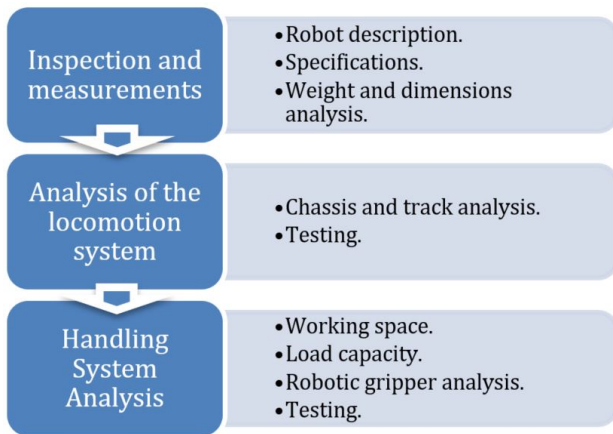 Inspection and
measurements
•Robot description.
•Specifications.
•Weight and dimensions
analysis.
Analysis of the
locomotion
system
•Chassis and track analysis.
•Testing.
Handling
System
Analysis
•Working space.
•Load capacity.
•Robotic gripper analysis.
•Testing.